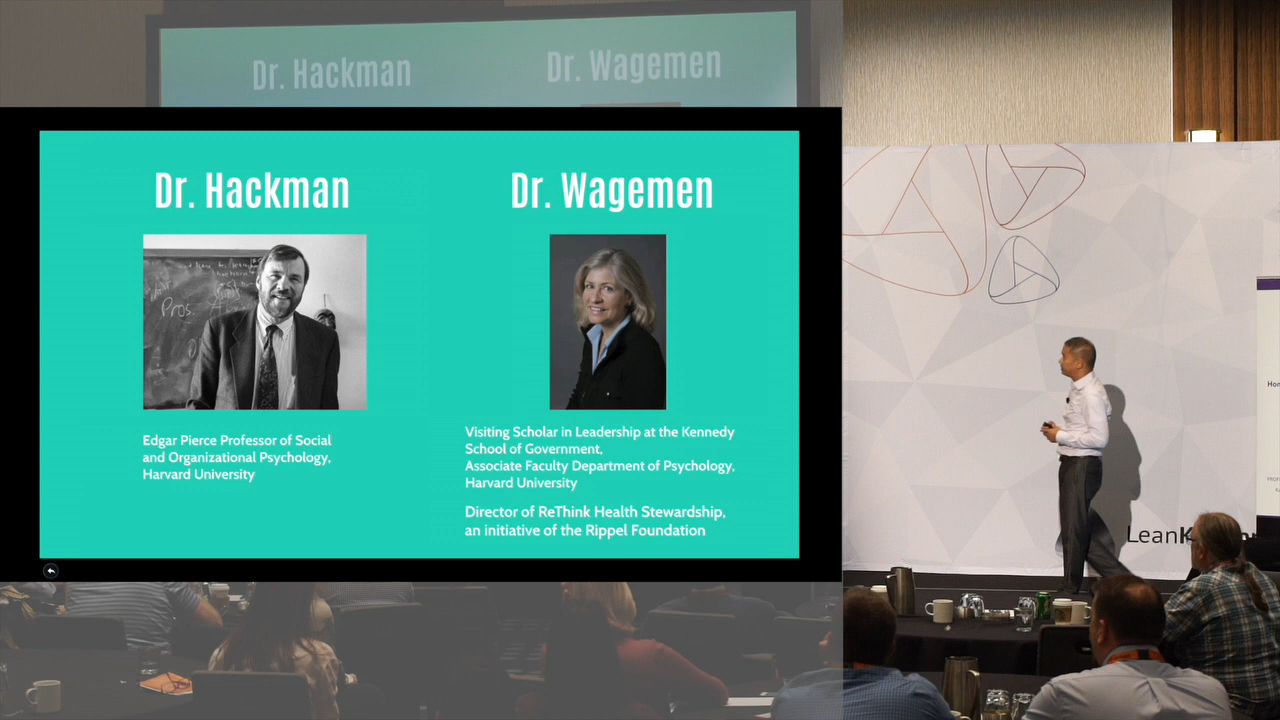 Dr. Hackman
Dr. Wagemen
Dr. Hackman
Dr. Wagemen
Pros.
Edgar Pierce Professor of Social
and Organizational Psychology,
Harvard University
Visiting Scholar in Leadership at the Kennedy
School of Government,
Associate Faculty Department of Psychology,
Harvard University
Director of ReThink Health Stewardship,
an initiative of the Rippel Foundation
Lean